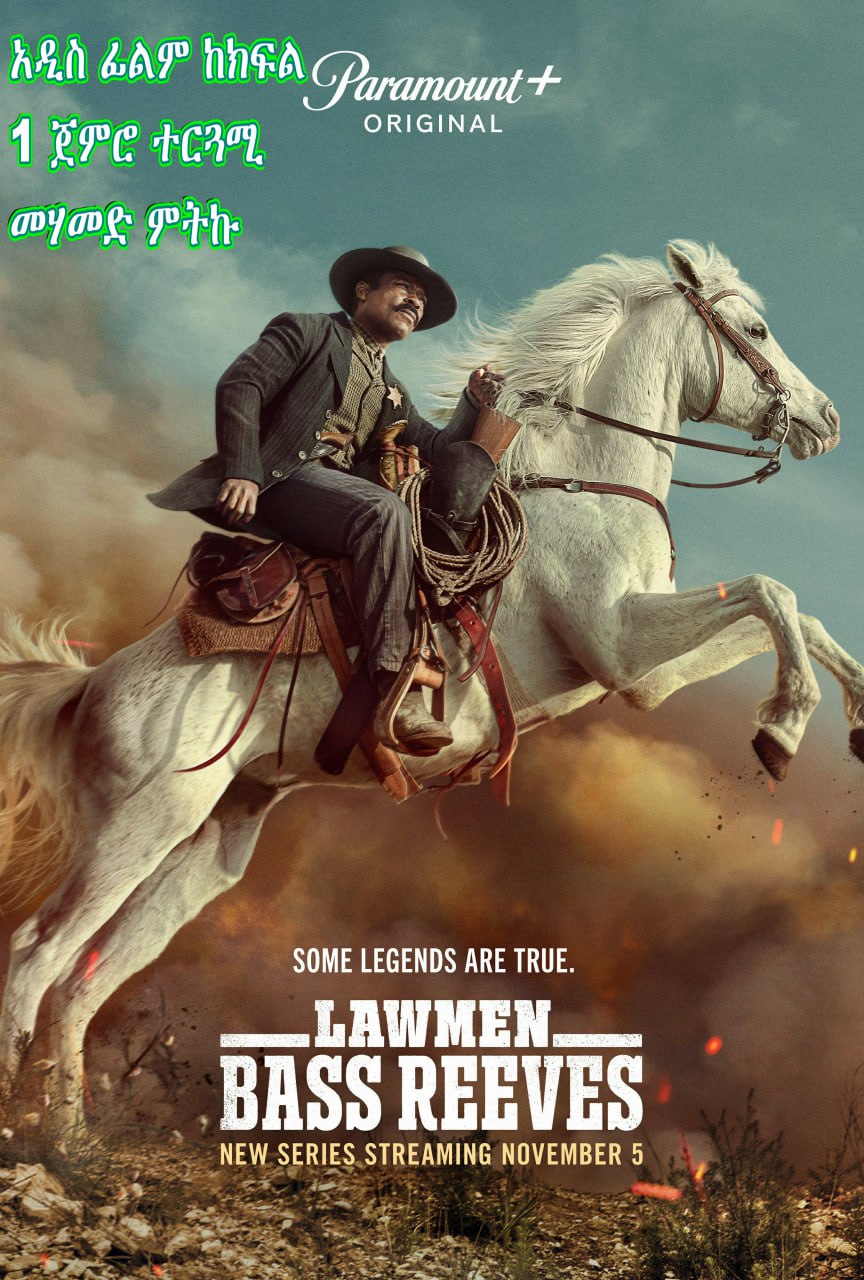 አዲስ ፊልም ከክፍል
1 ጀምሮ ተርጓሚ
መሃመድ ምትኩ
Paramount+
ORIGINAL
SOME LEGENDS ARE TRUE.
LAWMEN
BASS REEVES
NEW SERIES STREAMING NOVEMBER 5